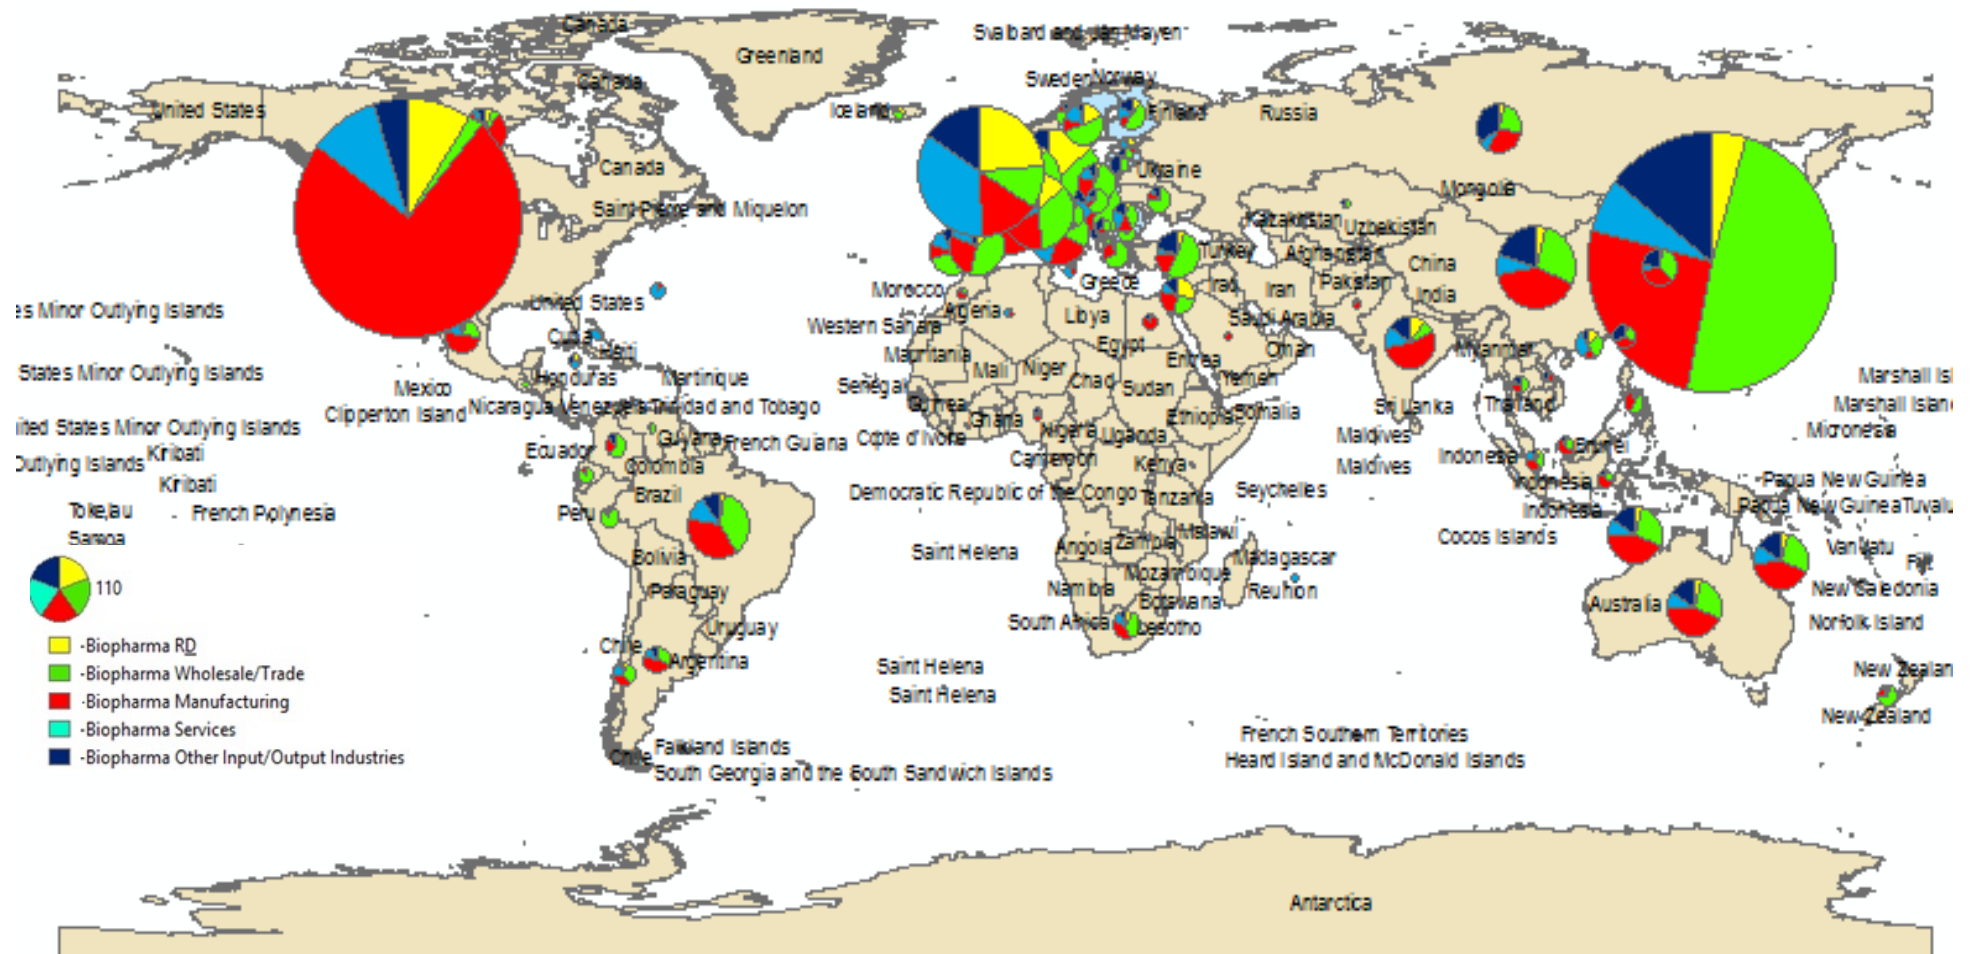 Canada
Svalbard and Jan Mayen
Greenland
Canada
Sweden
Norway
United States
Iceland
Finland
Russia
Canada
Ukraine
Mongolia
Saint Pierre and Miquelon
Kazakhstan
Uzbekistan
Turkey
Afghanistan
China
Greece
Iraq
Iran
Pakistan
Morocco
India
United States
Algeria
es Minor Outlying Islands
Libya
Saudi Arabia
Western Sahara
Cuba
Egypt
Haiti
Mauritania
Oman
Myanmar
Eritrea
States Minor Outlying Islands
Mali
Niger
Honduras
Martinique
Chad
Yemen
Marshall Isl
Mexico
Senegal
Sudan
Guinea
Sri Lanka
Thailand
Marshall Islan
Clipperton Island
Nicaragua
Venezuela
Trinidad and Tobago
Ghana
Ethiopia
Somalia
ited States Minor Outlying Islands
Nigeria
Uganda
Maldives
Micronesia
Guyana
French Guiana
Cote d'Ivoire
Brunei
Kiribati
Ecuador
Cameroon
Indonesia
Outlying Islands
Colombia
Kenya
Maldives
Kiribati
Brazil
Democratic Republic of the Congo
Tanzania
Seychelles
Indonesia
Papua New Guinea
Tokelau
French Polynesia
Peru
Indonesia
Papua New Guinea
Tuvalu
Samoa
Malawi
Cocos Islands
Saint Helena
Angola
Zambia
Vanuatu
Bolivia
Madagascar
Fiji
110
Mozambique
Paraguay
Namibia
Reunion
New Caledonia
Botswana
Australia
South Africa
Lesotho
Norfolk Island
Uruguay
-Biopharma RD
Chile
Argentina
Saint Helena
New Zealan
-Biopharma Wholesale/Trade
Saint Helena
-Biopharma Manufacturing
New Zealand
-Biopharma Services
French Southern Territories
Falkland Islands
-Biopharma Other Input/Output Industries
Chile
Heard Island and McDonald Islands
South Georgia and the South Sandwich Islands
Antarctica